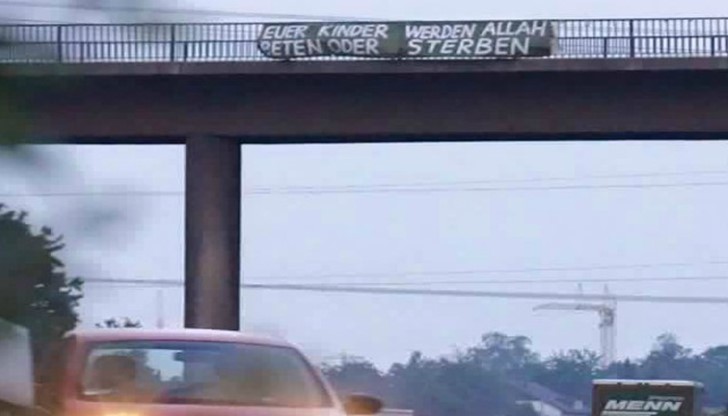 EUER KINDER WERDEN ALLAH
BETEN ODER STERBEN
MENN